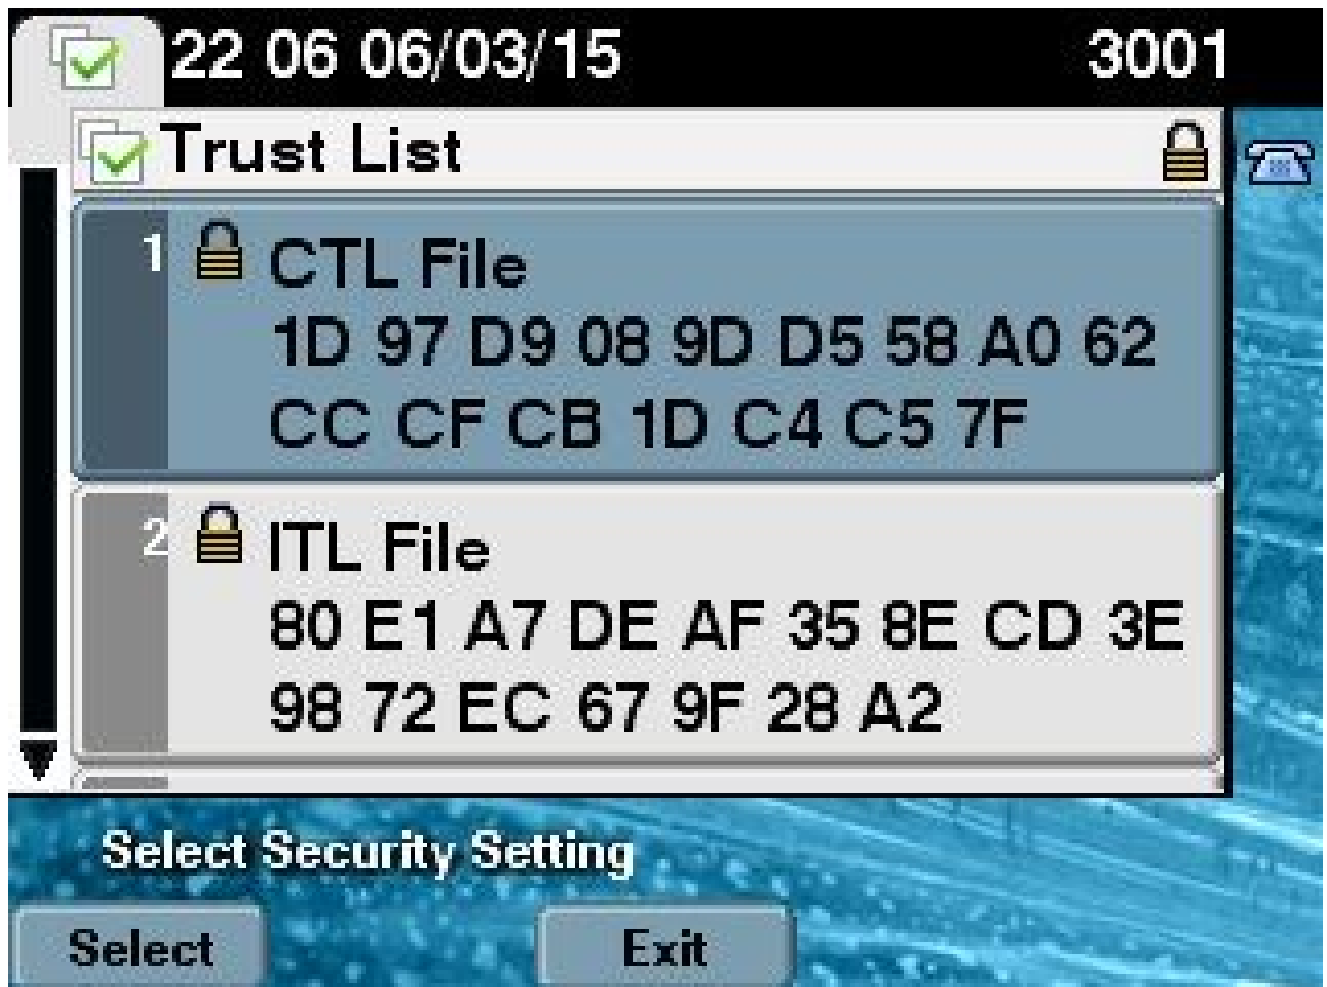 22 06 06/03/15 3001
Trust List
1 CTL File
1D 97 D9 08 9D D5 58 A0 62
CC CF CB 1D C4 C5 7F
2 ITL File
80 E1 A7 DE AF 35 8E CD 3E
98 72 EC 67 9F 28 A2
Select Security Setting
Select Exit